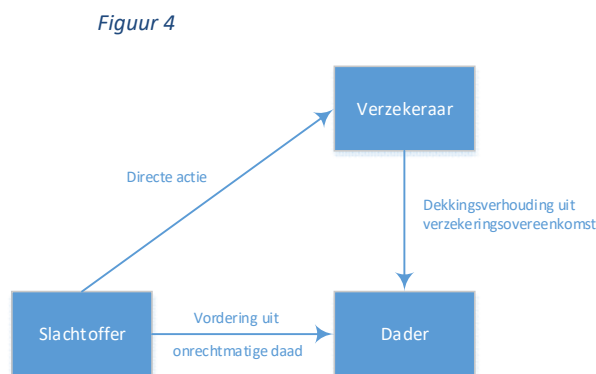 Figuur 4
Verzekeraar
Directe actie
Dekkingsverhouding uit
verzekeringsovereenkomst
Slachtoffer
Vordering uit
onrechtmatige daad
Dader